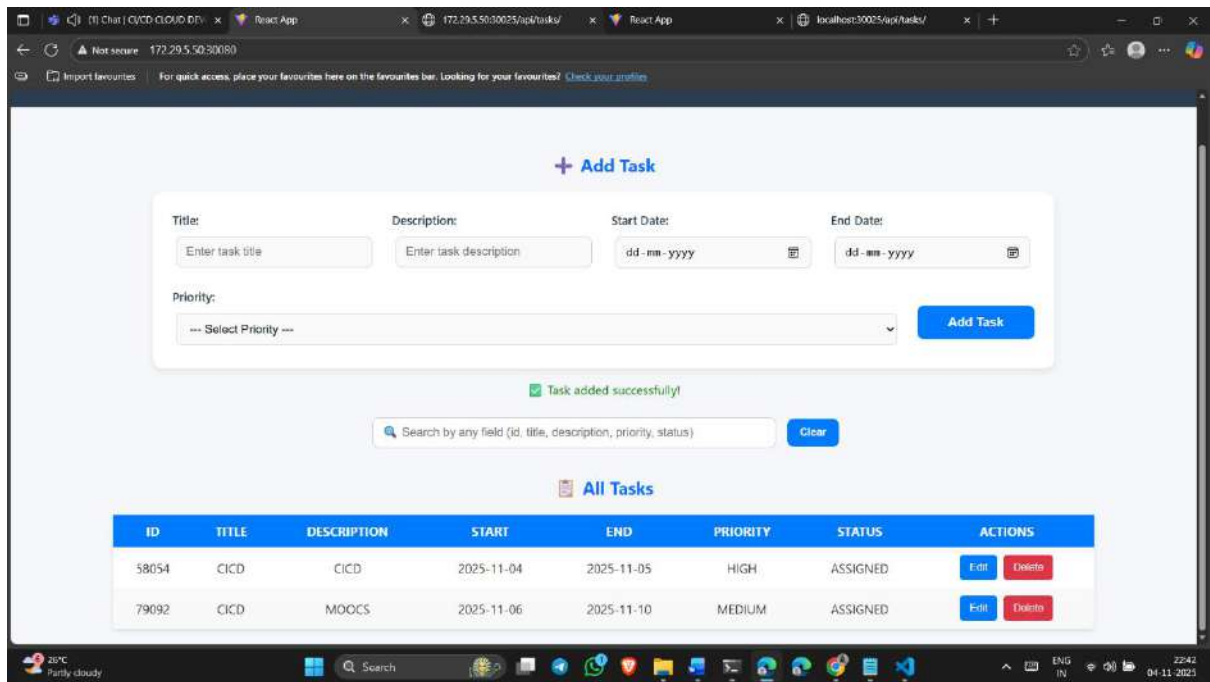 (1) Chat | CI/CD CLOUD DEV
React App
172.29.5.50:30025/api/tasks/
React App
localhost:30025/api/tasks/
Not secure 172.29.5.50:30080
Import favourites
For quick access, place your favourites here on the favourites bar. Looking for your favourites? Check your profiles
Add Task
Title:
Description:
Start Date:
End Date:
Enter task title
Enter task description
dd-mm-yyyy
dd-mm-yyyy
Priority:
--- Select Priority ---
Add Task
Task added successfully!
Search by any field (id, title, description, priority, status)
Clear
All Tasks
ID TITLE DESCRIPTION START END PRIORITY STATUS ACTIONS
58054 CICD CICD 2025-11-04 2025-11-05 HIGH ASSIGNED Edit Delete
79092 CICD MOOCS 2025-11-06 2025-11-10 MEDIUM ASSIGNED Edit Delete
26°C
Partly cloudy
Search
ENG
IN
22:42
04-11-2025